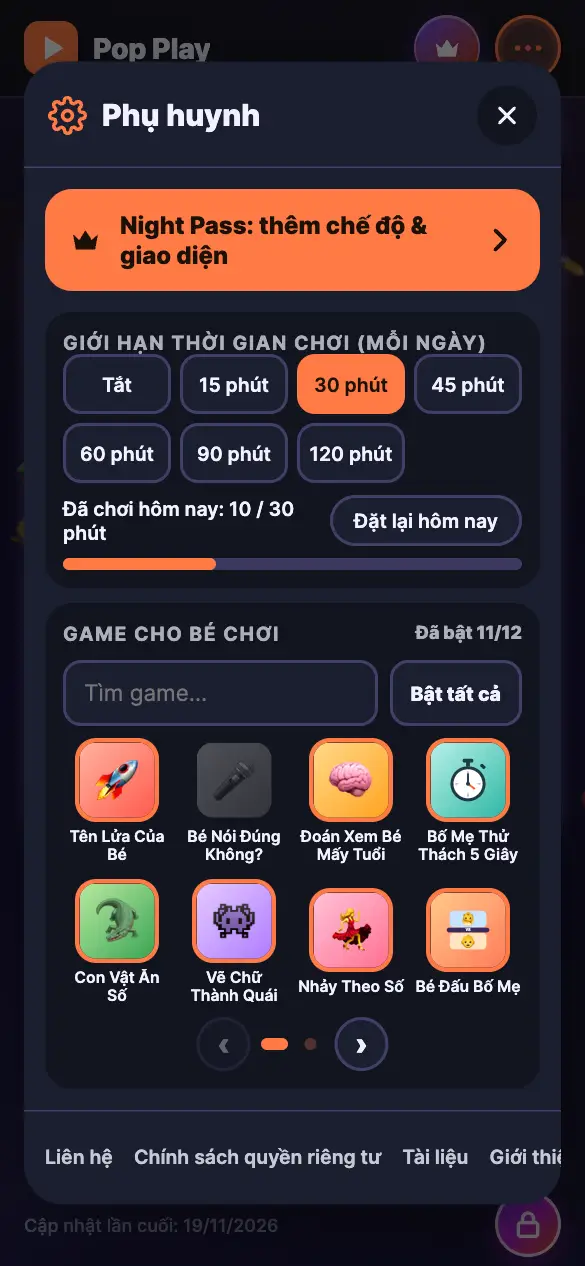 Pop Play
Phụ huynh
Night Pass: thêm chế độ &
giao diện
GIỚI HẠN THỜI GIAN CHƠI (MỖI NGÀY)
Tắt
15 phút
30 phút
45 phút
60 phút
90 phút
120 phút
Đã chơi hôm nay: 10 / 30
phút
Đặt lại hôm nay
GAME CHO BÉ CHƠI
Đã bật 11/12
Tìm game...
Bật tất cả
Tên Lửa Của
Bé
Bé Nói Đúng
Không?
Đoán Xem Bé
Mấy Tuổi
Bố Mẹ Thử
Thách 5 Giây
Con Vật Ăn
Số
Vẽ Chữ
Thành Quái
Nhảy Theo Số
Bé Đấu Bố Mẹ
Liên hệ
Chính sách quyền riêng tư
Tài liệu
Giới thi
Cập nhật lần cuối: 19/11/2026